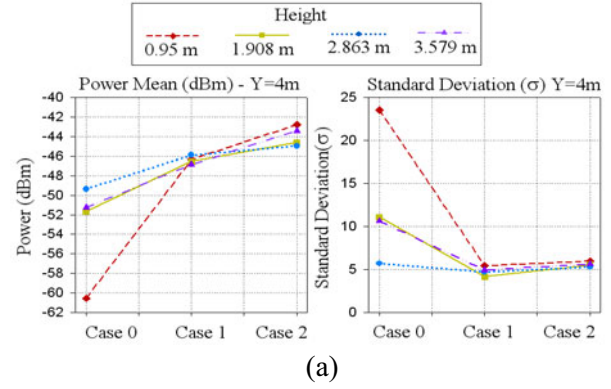 Height
0.95 m 1.908 m 2.863 m 3.579 m
Power Mean (dBm) - Y=4m
Power (dBm)
-40
-42
-44
-46
-48
-50
-52
-54
-56
-58
-60
-62
Case 0 Case 1 Case 2
Standard Deviation (σ) Y=4m
Standard Deviation(σ)
25
20
15
10
5
0
Case 0 Case 1 Case 2
(a)